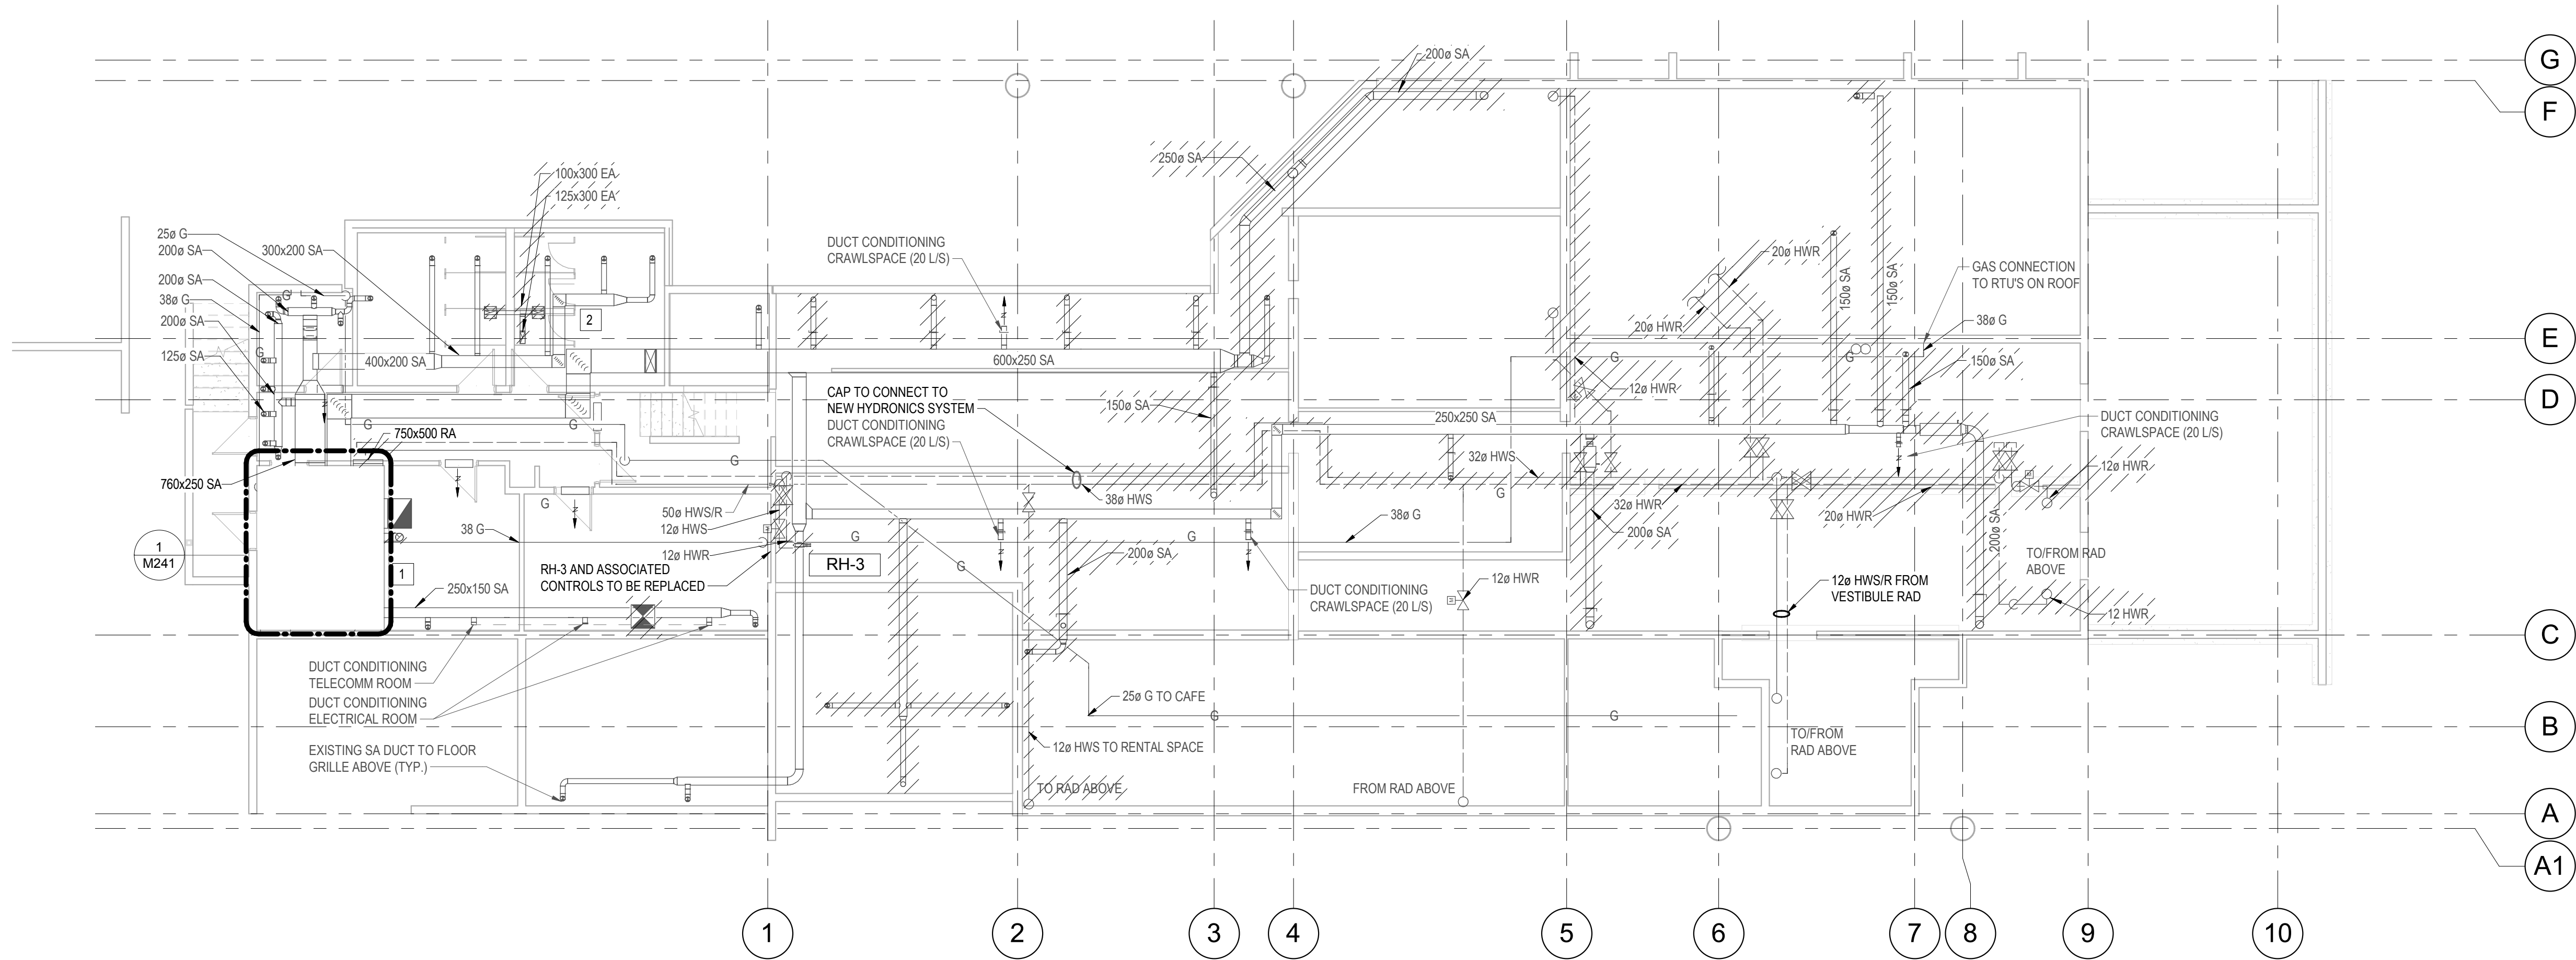 G
F
200ø SA
250ø SA
100x300 EA
125x300 EA
25ø G
200ø SA
300x200 SA
200ø SA
38ø G
200ø SA
125ø SA
G
G
400x200 SA
2
DUCT CONDITIONING
CRAWLSPACE (20 L/S)
600x250 SA
20ø HWR
20ø HWR
150ø SA
150ø SA
GAS CONNECTION
TO RTU'S ON ROOF
38ø G
G
G
150ø SA
E
12ø HWR
12ø HWR
D
CAP TO CONNECT TO
NEW HYDRONICS SYSTEM
DUCT CONDITIONING
CRAWLSPACE (20 L/S)
150ø SA
250x250 SA
DUCT CONDITIONING
CRAWLSPACE (20 L/S)
G
G
750x500 RA
G
760x250 SA
32ø HWS
12ø HWR
38ø HWS
G
G
50ø HWS/R
12ø HWS
12ø HWR
38 G
32ø HWR
20ø HWR
200ø SA
200ø SA
38ø G
G
G
G
1
M241
RH-3 AND ASSOCIATED
CONTROLS TO BE REPLACED
RH-3
200ø SA
1
250x150 SA
DUCT CONDITIONING
CRAWLSPACE (20 L/S)
12ø HWR
12ø HWS/R FROM
VESTIBULE RAD
TO/FROM RAD
ABOVE
12 HWR
C
DUCT CONDITIONING
TELECOMM ROOM
DUCT CONDITIONING
ELECTRICAL ROOM
25ø G TO CAFE
G
G
B
EXISTING SA DUCT TO FLOOR
GRILLE ABOVE (TYP.)
12ø HWS TO RENTAL SPACE
TO/FROM
RAD ABOVE
TO RAD ABOVE
FROM RAD ABOVE
A
A1
1
2
3
4
5
6
7
8
9
10